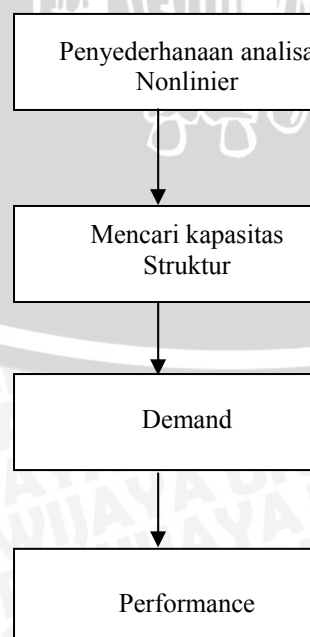 Penyederhanaan analisa
Nonlinier
Mencari kapasitas
Struktur
Demand
Performance